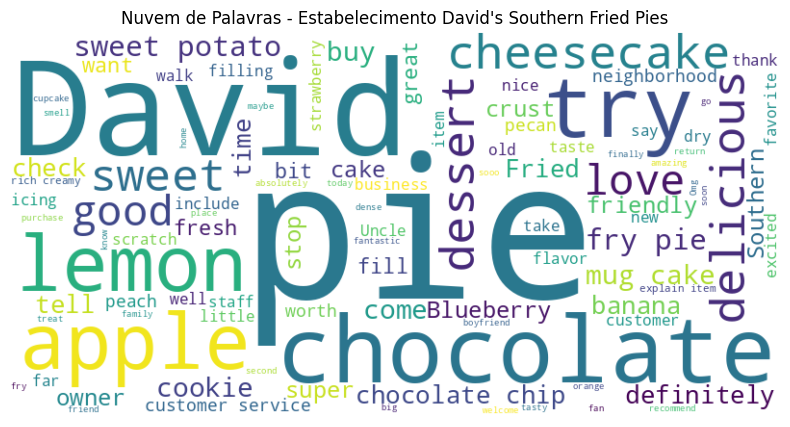 Nuvem de Palavras - Estabelecimento David's Southern Fried Pies
David
pie
chocolate
try
lemon
apple
delicious
dessert
cheesecake
sweet
good
love
sweet potato
want
walk
filling
buy
strawberry
great
cupcake
smell
maybe
home
time
check
rich creamy
icing
purchase
bit
cake
absolutely
today
business
include
place
fresh
scratch
know
stop
Uncle
dense
fantastic
fill
tell
peach
well
staff
little
treat
family
worth
come
Blueberry
boyfriend
far
second
fry
owner
friend
cookie
customer service
super
chocolate chip
big
welcome
tasty
orange
fan
definitely
recommend
neighborhood
thank
nice
crust
pecan
item
old
say
dry
go
taste
favorite
finally
return
amazing
sooo
Omg
soon
Fried
friendly
Southern
take
new
excited
fry pie
flavor
mug cake
explain item
banana
customer